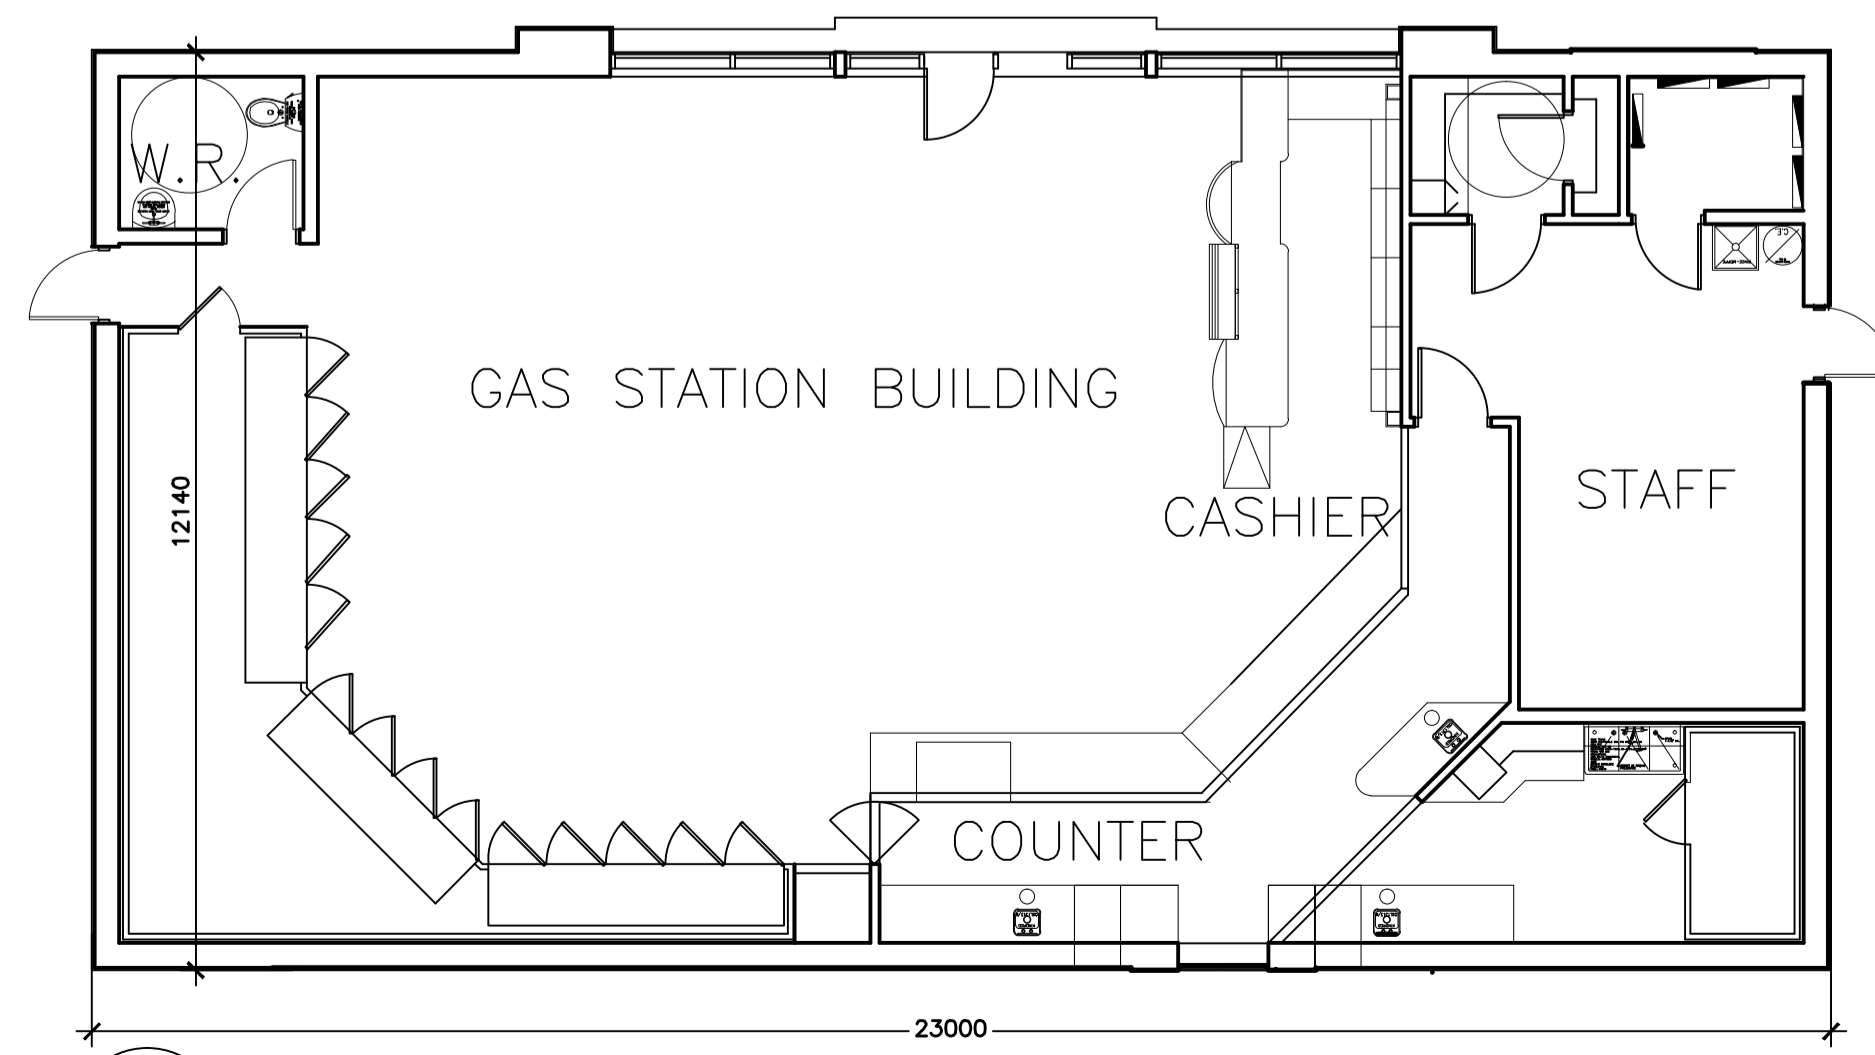 W.R.
C.E.
GAS STATION BUILDING
12140
STAFF
CASHIER
COUNTER
23000